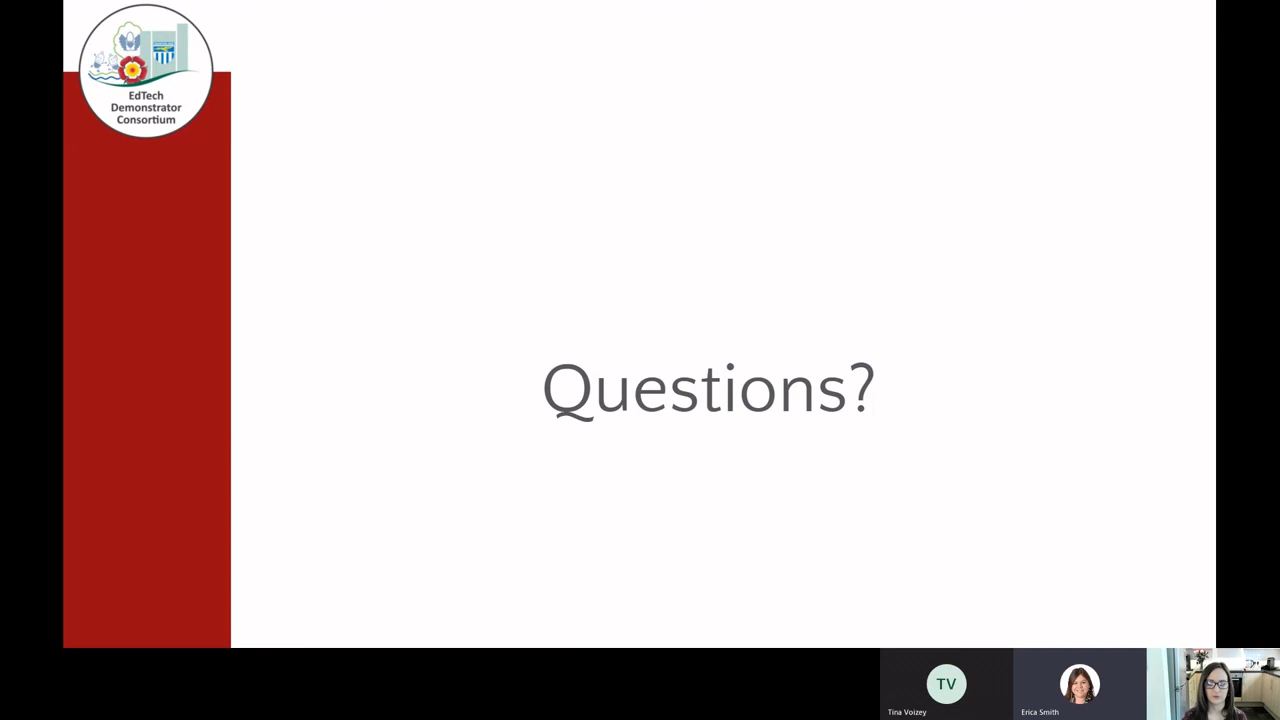 EdTech
Demonstrator
Consortium
Questions?
TV
Tina Voizey
Erica Smith